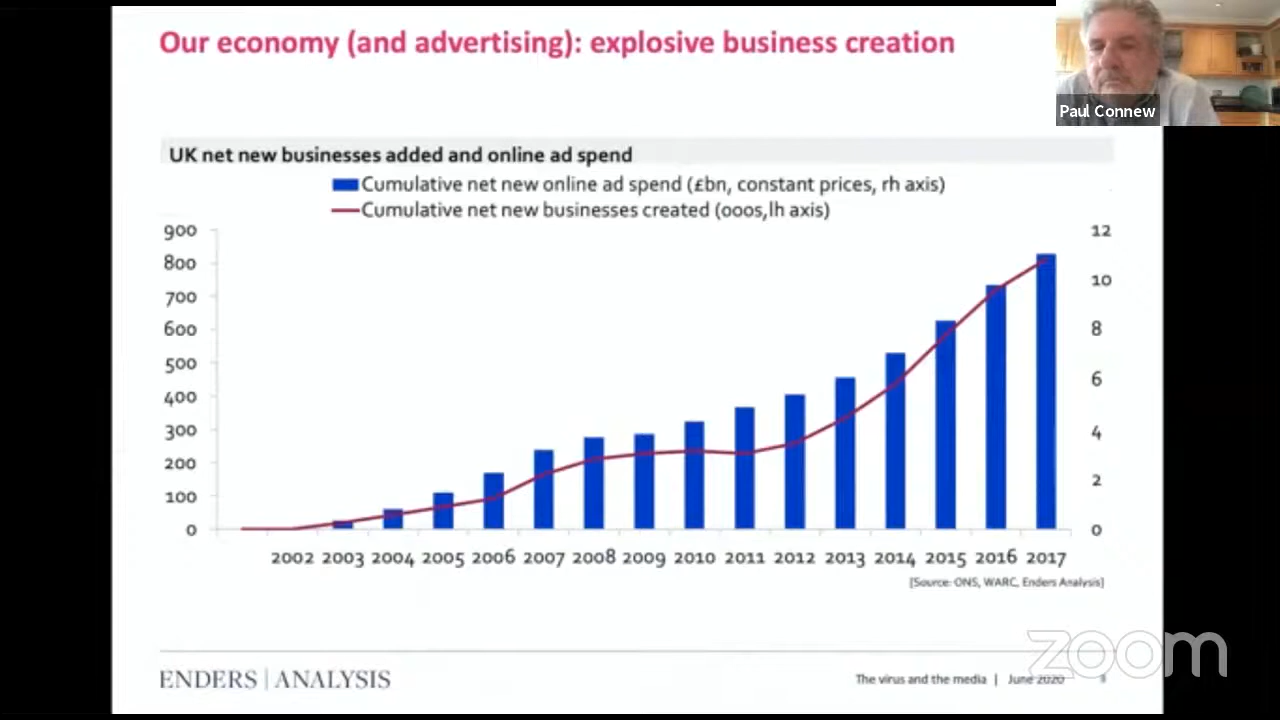 Our economy (and advertising): explosive business creation
Paul Connew
UK net new businesses added and online ad spend
Cumulative net new online ad spend (£bn, constant prices, rh axis)
Cumulative net new businesses created (000s,lh axis)
900
800
700
600
500
400
300
200
100
0
12
10
8
6
4
2
0
2002 2003 2004 2005 2006 2007 2008 2009 2010 2011 2012 2013 2014 2015 2016 2017
[Source: ONS, WARC, Enders Analysis]
ENDERS | ANALYSIS
The virus and the media | June 2020
zoom